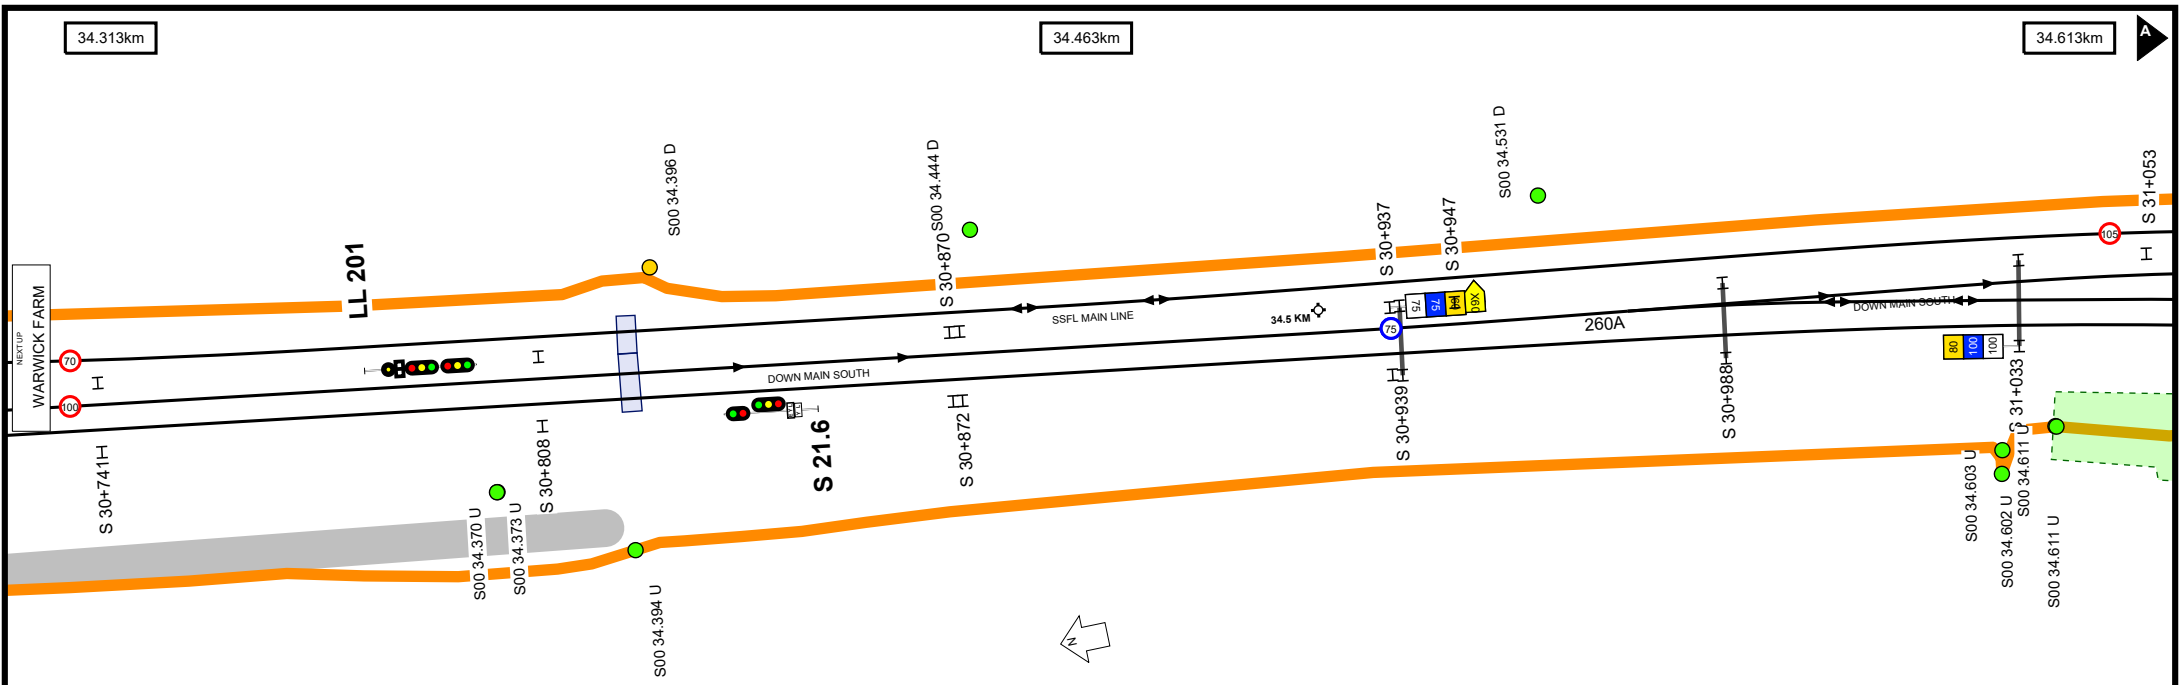 34.313km
34.463km
34.613km
A
NEXT UP
WARWICK FARM
70
100
S 30+741
LL 201
S00 34.370 U
S00 34.373 U
S 30+808
S00 34.396 D
S00 34.394 U
DOWN MAIN SOUTH
S 21.6
S00 34.444 D
S 30+870
S 30+872
SSFL MAIN LINE
N
34.5 KM
S 30+937
75
S 30+939
75
75
X60
S 30+947
S00 34.531 D
260A
S 30+988
DOWN MAIN SOUTH
80
100
100
S 31+033
S00 34.603 U
S00 34.602 U
S00 34.611 U
S00 34.611 U
105
S 31+053